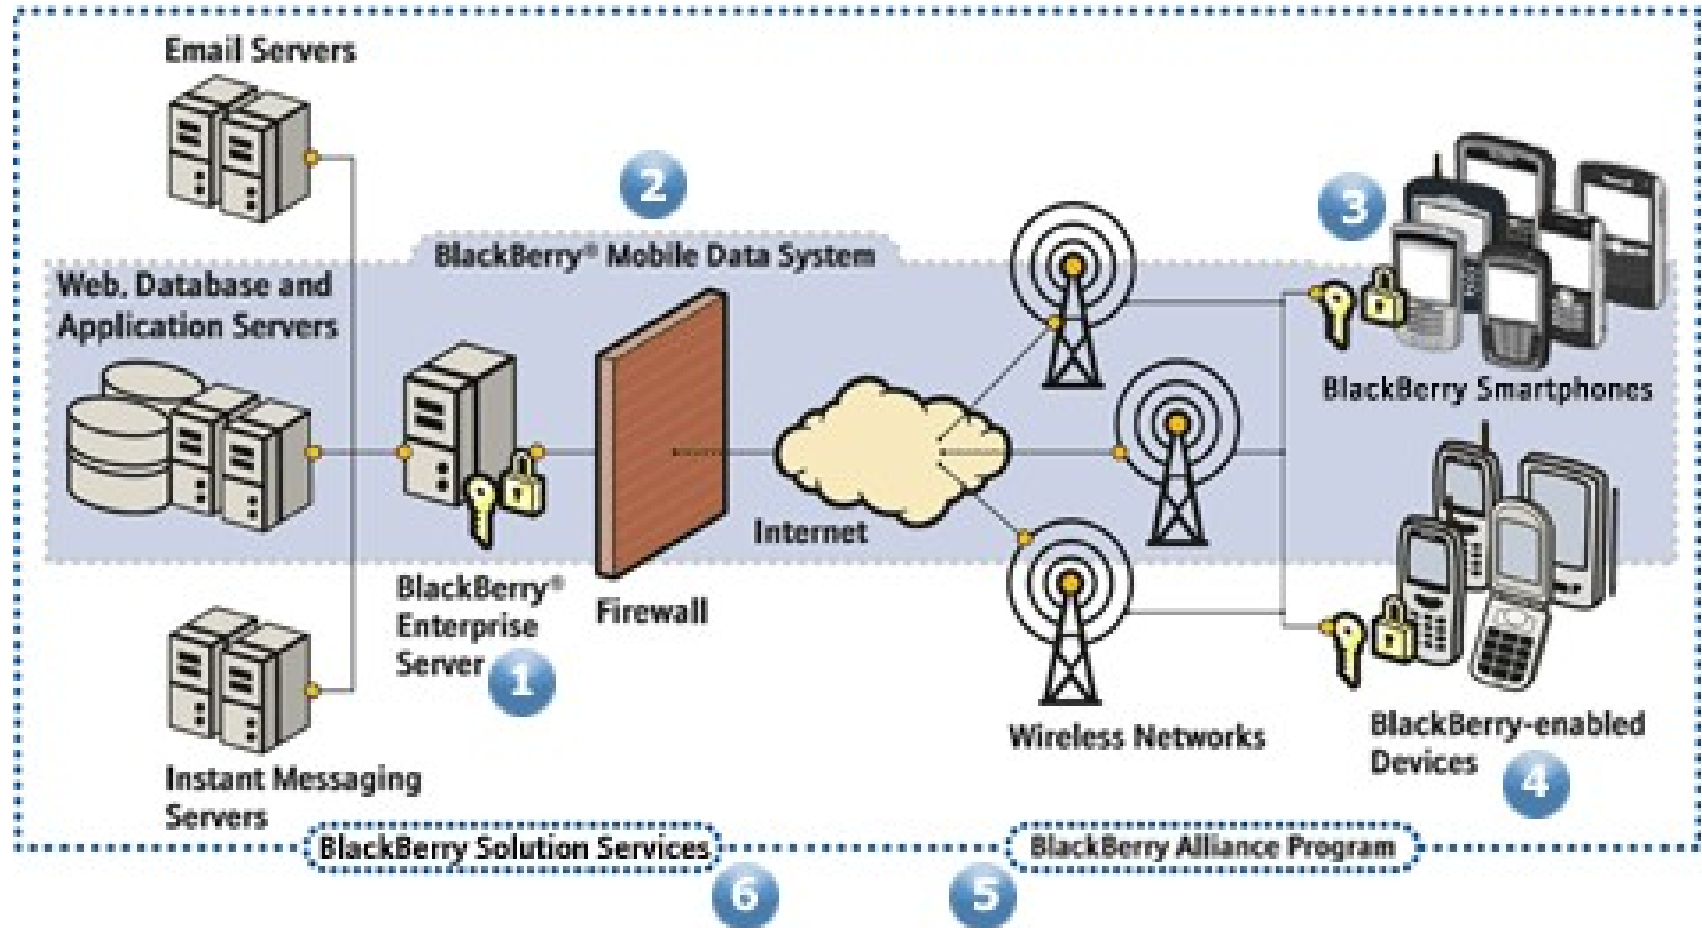 Email Servers
2
3
BlackBerry® Mobile Data System
Web, Database and
Application Servers
BlackBerry Smartphones
Internet
BlackBerry®
Enterprise
Server
1
Firewall
Wireless Networks
BlackBerry-enabled
Devices
4
Instant Messaging
Servers
BlackBerry Solution Services
BlackBerry Alliance Program
6
5